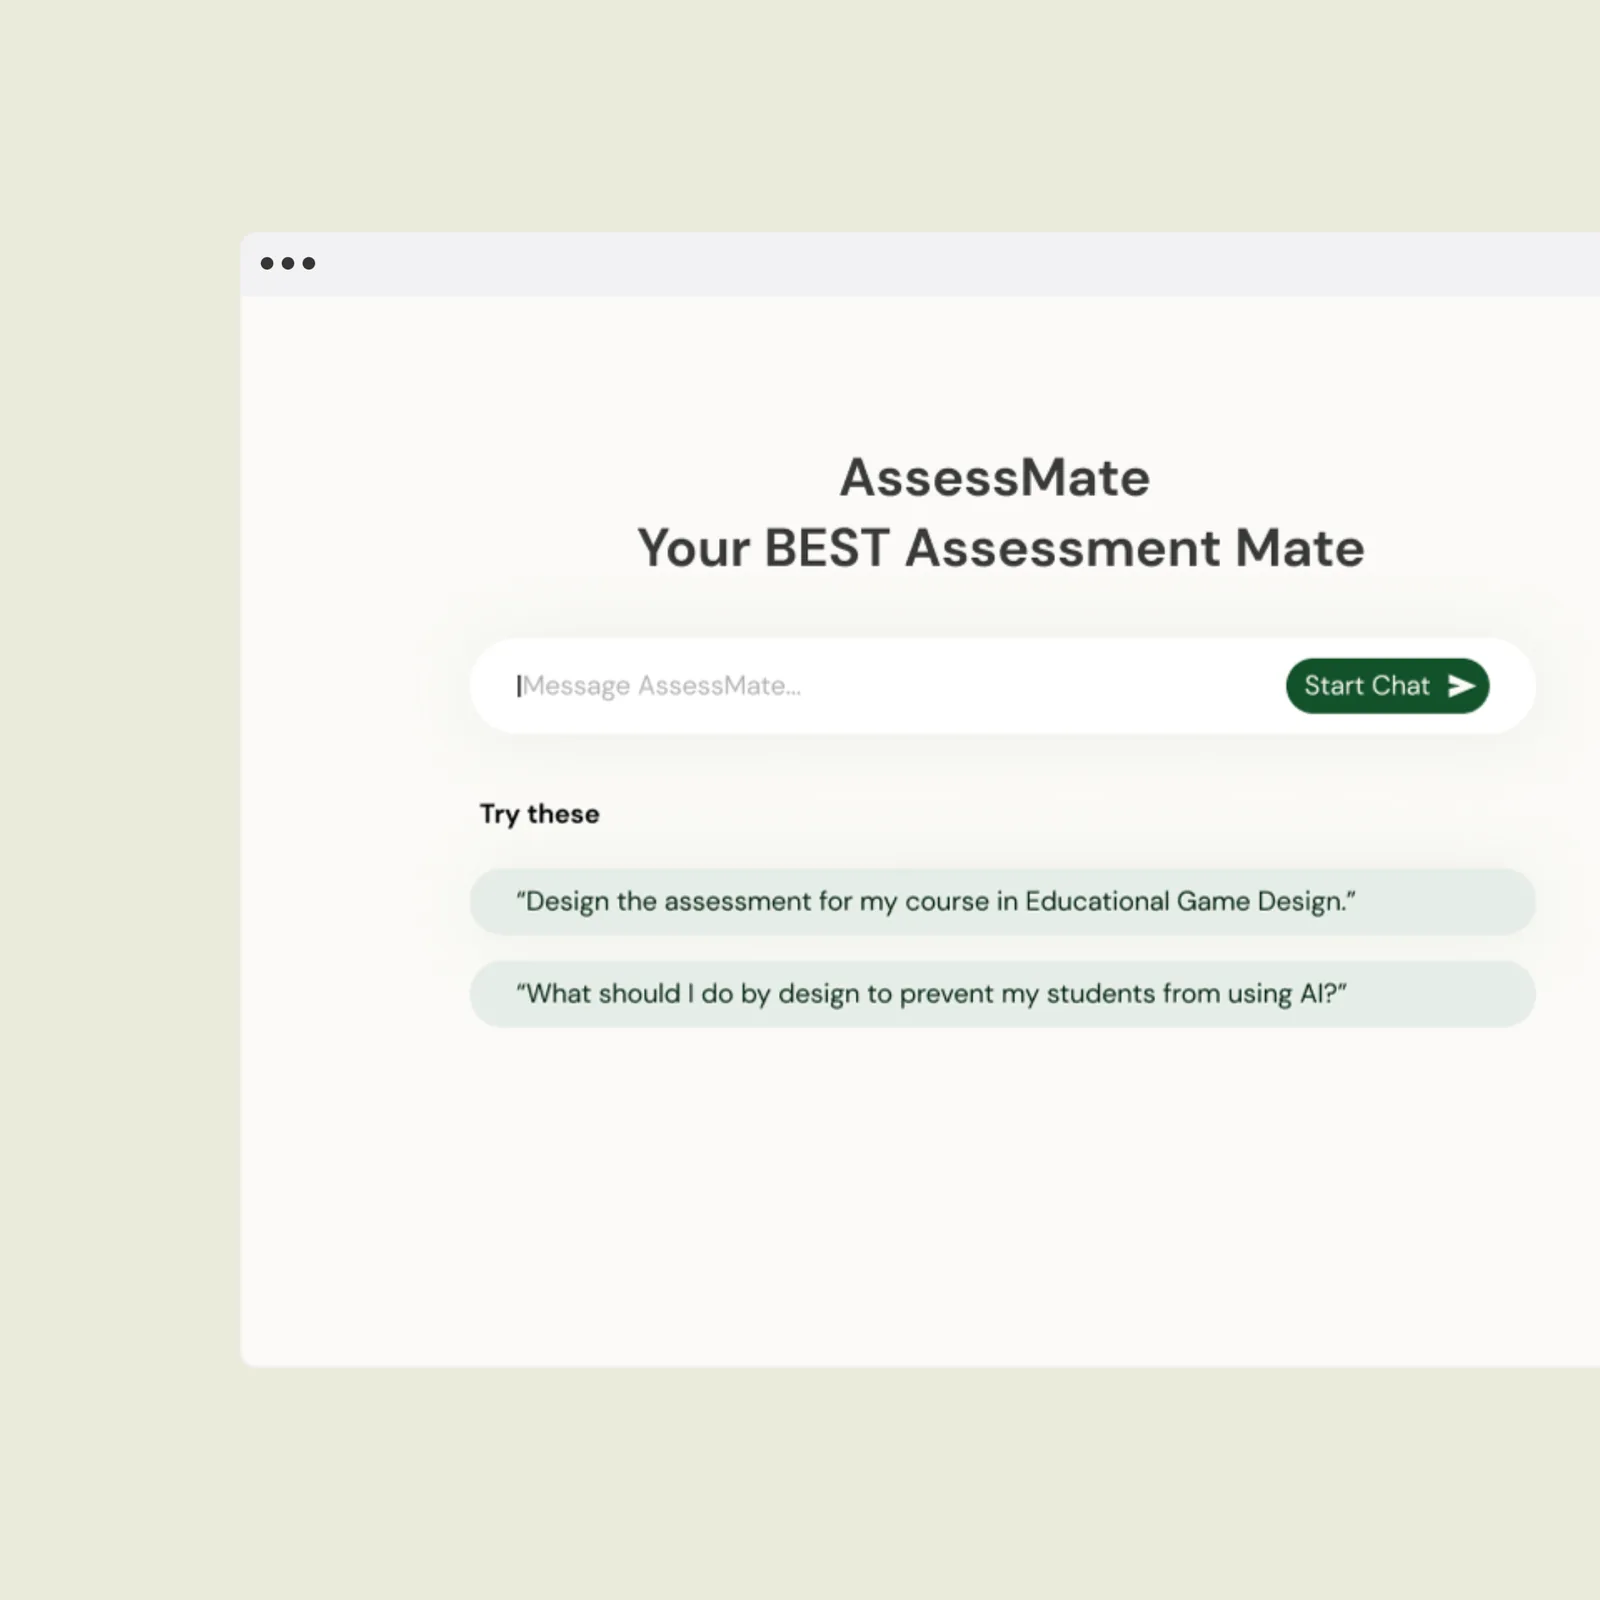 AssessMate
Your BEST Assessment Mate
Message AssessMate...
Start Chat
Try these
“Design the assessment for my course in Educational Game Design.”
“What should I do by design to prevent my students from using AI?”